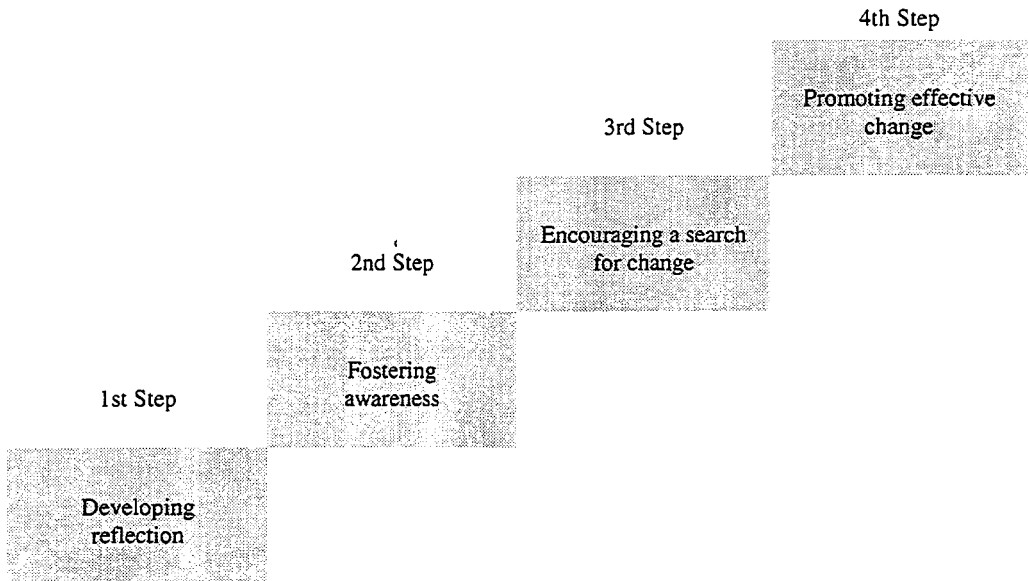 4th Step
Promoting effective
change
3rd Step
Encouraging a search
for change
2nd Step
Fostering
awareness
1st Step
Developing
reflection